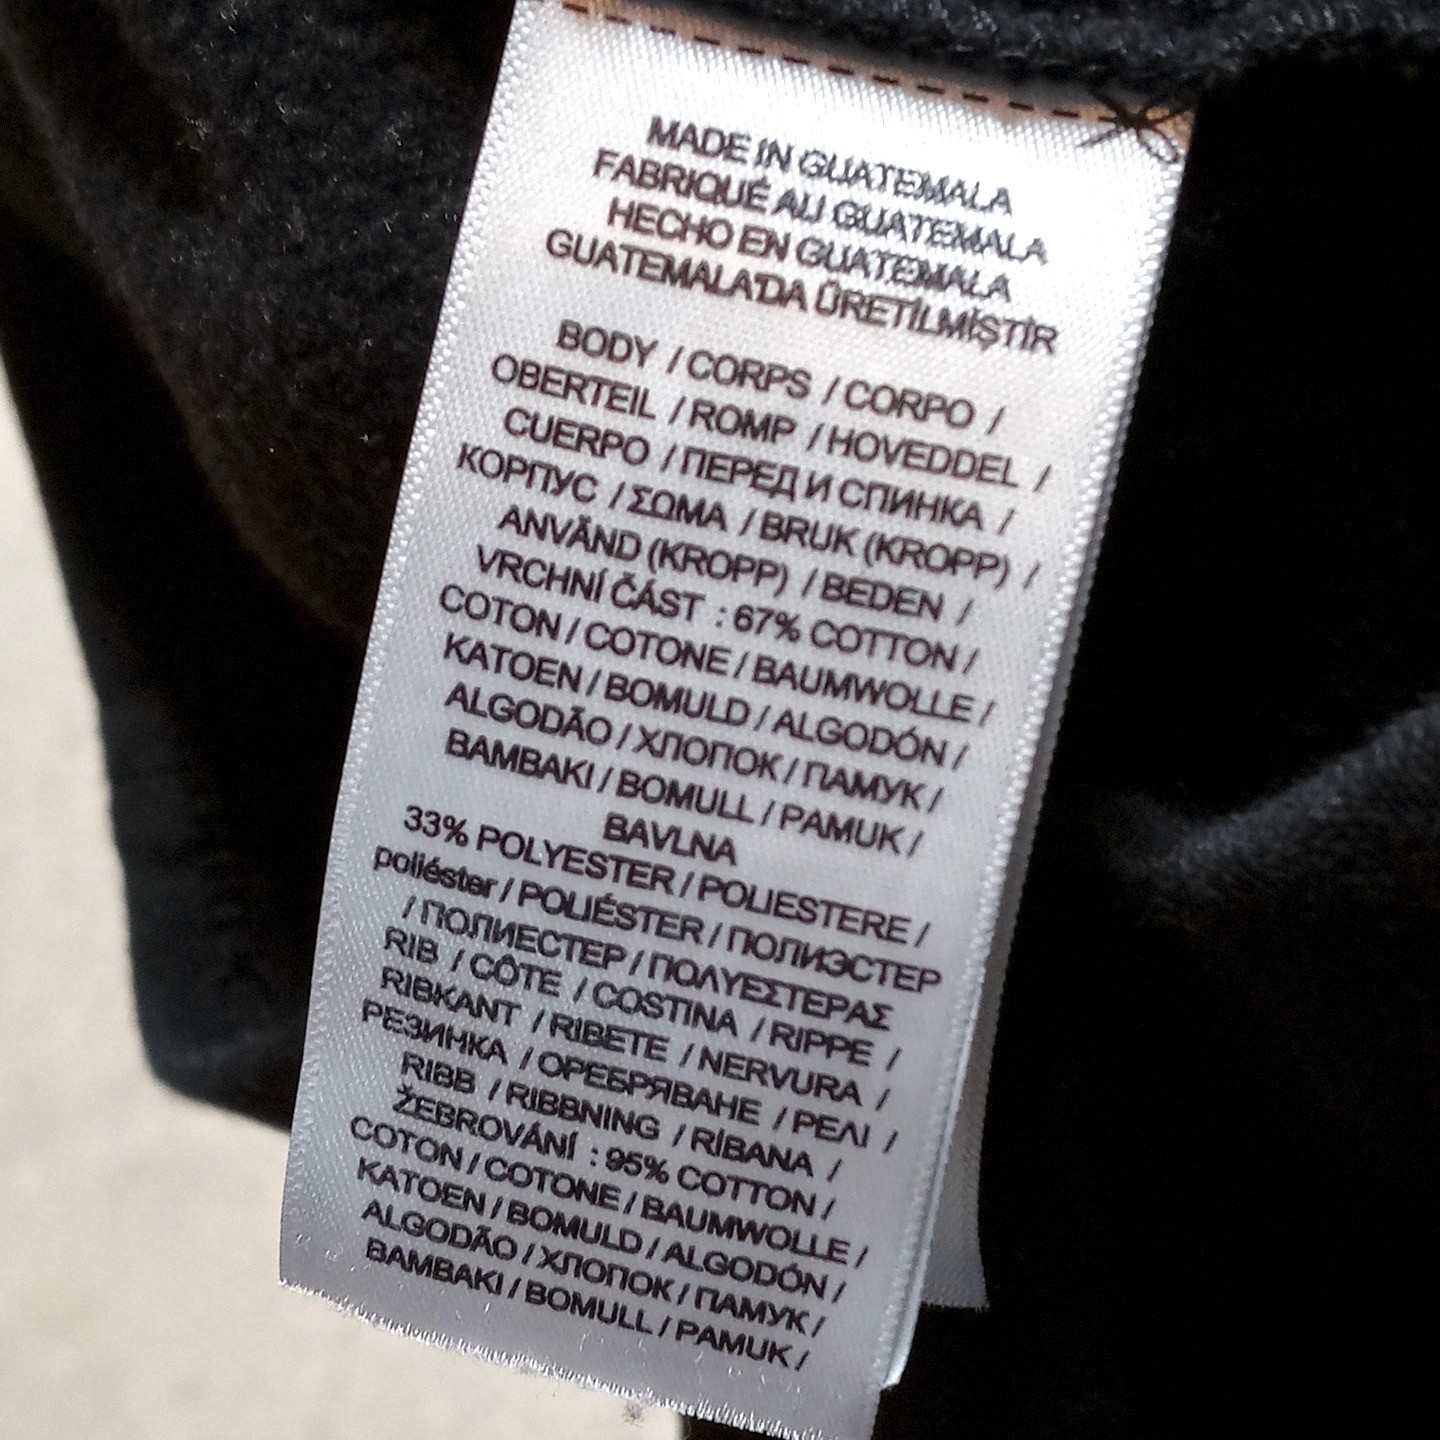 MADE IN GUATEMALA
FABRIQUÉ AU GUATEMALA
HECHO EN GUATEMALA
GUATEMALA'DA ÜRETİLMİŞTİR
BODY / CORPS / CORPO /
OBERTEIL / ROMP / HOVEDDEL /
CUERPO / ПЕРЕД И СПИНКА /
КОРПУС / ΣΩΜΑ / BRUK (KROPP) /
ANVÄND (KROPP) / BEDEN /
VRCHNÍ ČÁST : 67% COTTON /
COTON / COTONE / BAUMWOLLE /
KATOEN / BOMULD / ALGODÓN /
ALGODÃO / ХЛОПОК / ПАМУК /
BAMBAKI / BOMULL / PAMUK /
BAVLNA
33% POLYESTER / POLIESTERE /
poliéster / POLIÉSTER / ПОЛИЭСТЕР
/ ПОЛИЕСТЕР / ΠΟΛΥΕΣΤΕΡΑΣ
RIB / CÔTE / COSTINA / RIPPE /
RIBKANT / RIBETE / NERVURA /
РЕЗИНКА / ОРЕБРЯВАНЕ / ΡΕΛΙ /
RIBB / RIBBNING / RİBANA /
ŽEBROVÁNÍ : 95% COTTON /
COTON / COTONE / BAUMWOLLE /
KATOEN / BOMULD / ALGODÓN /
ALGODÃO / ХЛОПОК / ПАМУК /
BAMBAKI / BOMULL / PAMUK /